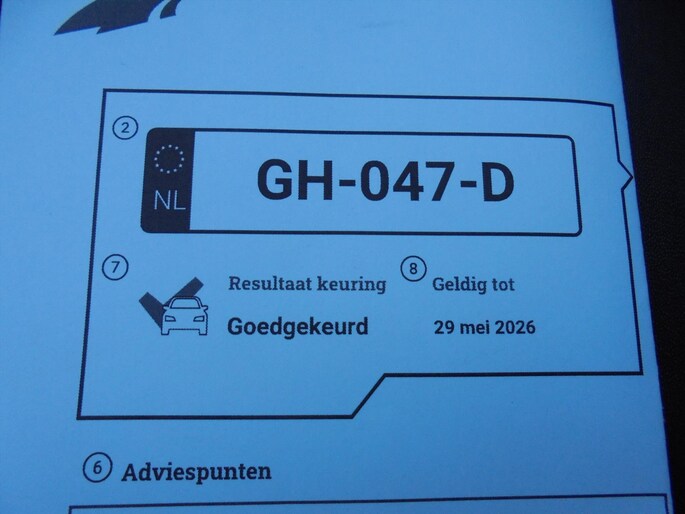 2
NL
GH-047-D
7
Resultaat keuring
Goedgekeurd
8
Geldig tot
29 mei 2026
6 Adviespunten